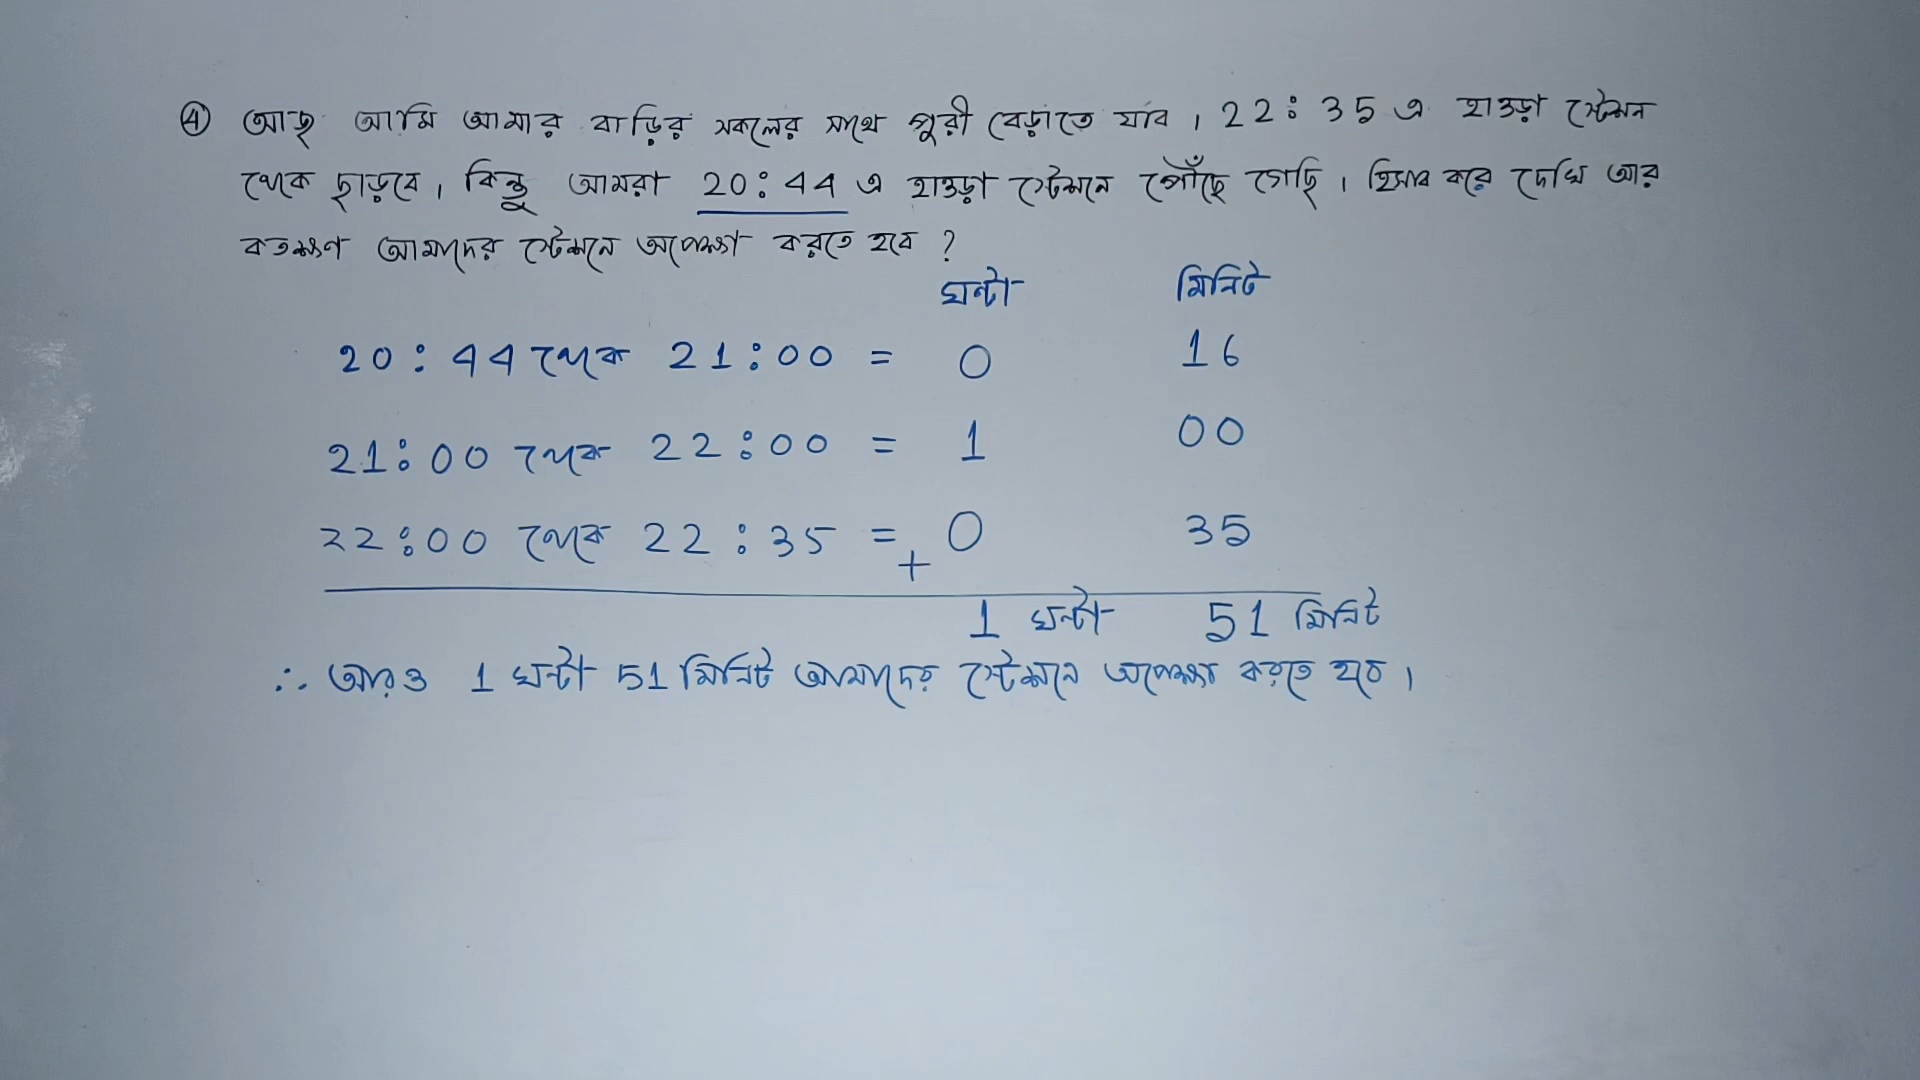 ④ আজ আমি আমার বাড়ির সকলের সাথে পুরী বেড়াতে যাব । 22:35 এ হাওড়া স্টেশন
থেকে ছাড়বে, কিন্তু আমরা 20:44 এ হাওড়া স্টেশনে পৌঁছে গেছি । হিসাব করে দেখি আর
কতক্ষণ আমাদের স্টেশনে অপেক্ষা করতে হবে ?
ঘন্টা মিনিট
20:44 থেকে 21:00 = 0 16
21:00 থেকে 22:00 = 1 00
22:00 থেকে 22:35 = + 0 35
1 ঘন্টা 51 মিনিট
∴ আরও 1 ঘন্টা 51 মিনিট আমাদের স্টেশনে অপেক্ষা করতে হবে ।